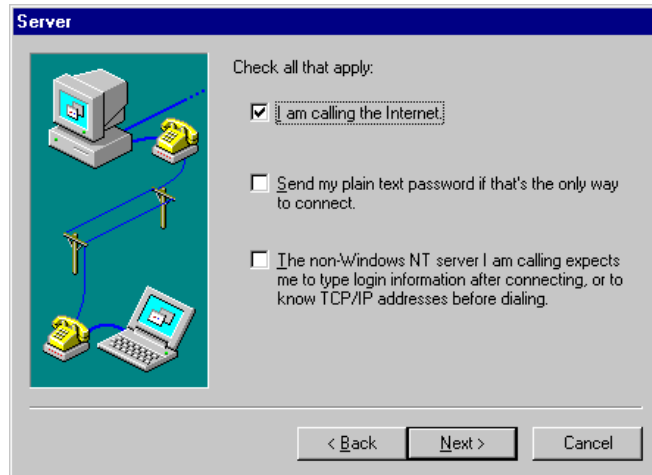 Server
Check all that apply:
I am calling the Internet.
Send my plain text password if that's the only way
to connect.
The non-Windows NT server I am calling expects
me to type login information after connecting, or to
know TCP/IP addresses before dialing.
< Back
Next >
Cancel